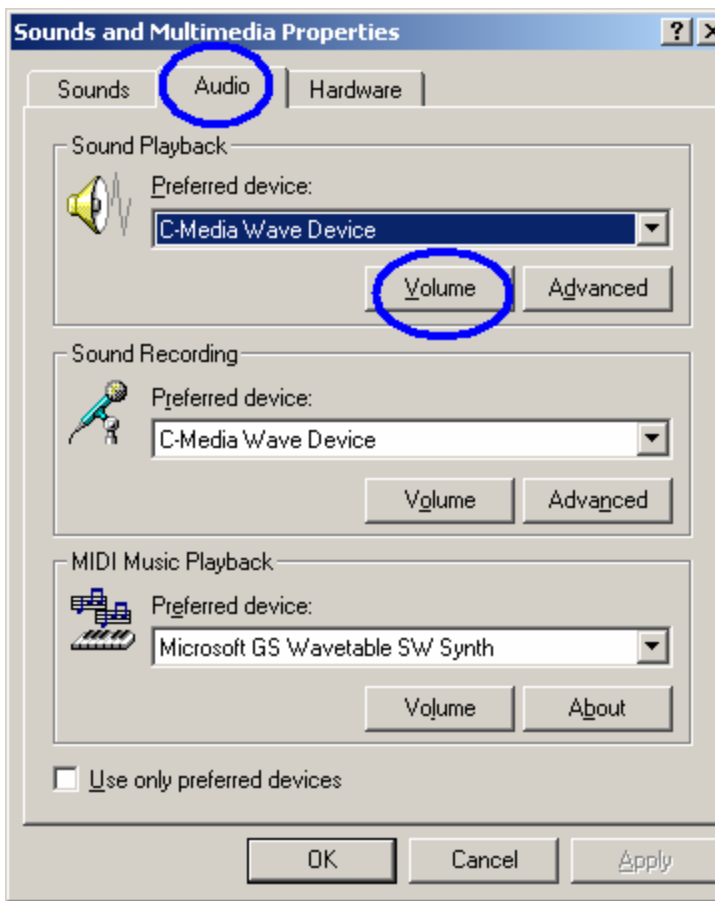 Sounds and Multimedia Properties
Sounds Audio Hardware
Sound Playback
Preferred device:
C-Media Wave Device
Volume Advanced
Sound Recording
Preferred device:
C-Media Wave Device
Volume Advanced
MIDI Music Playback
Preferred device:
Microsoft GS Wavetable SW Synth
Volume About
Use only preferred devices
OK Cancel Apply